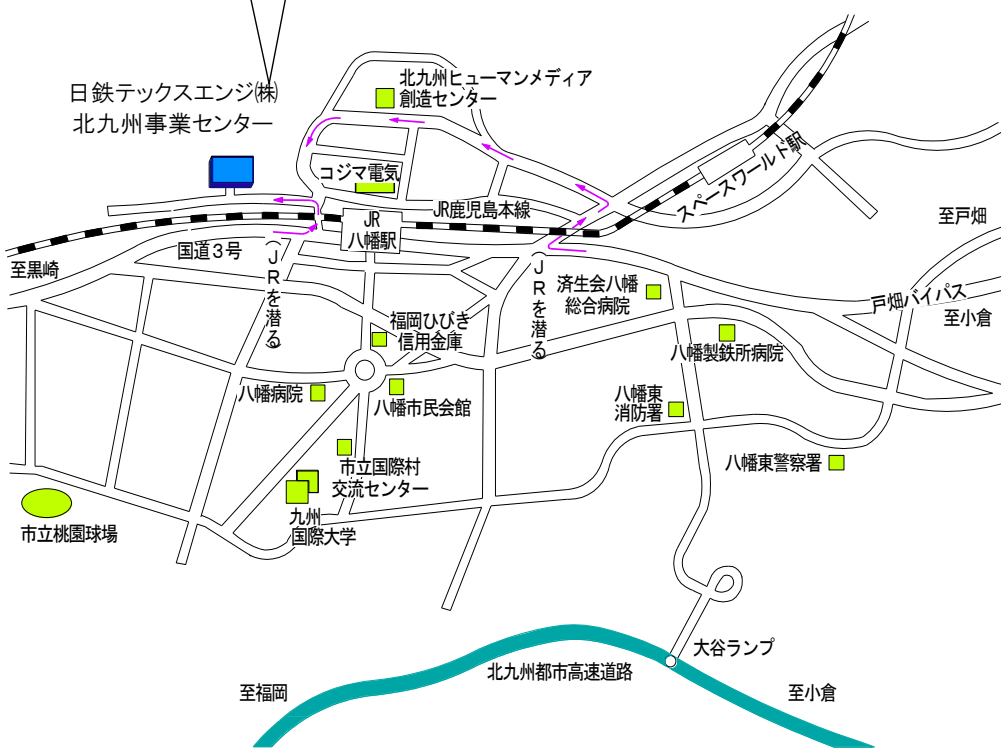 日鉄テックスエンジ㈱
北九州事業センター
北九州ヒューマンメディア
創造センター
コジマ電気
スペースワールド駅
JR鹿児島本線
JR
八幡駅
至戸畑
国道3号
至黒崎
JRを潜る
JRを潜る
済生会八幡
総合病院
戸畑バイパス
至小倉
福岡ひびき
信用金庫
八幡製鉄所病院
八幡病院
八幡市民会館
八幡東
消防署
市立国際村
交流センター
八幡東警察署
九州
国際大学
市立桃園球場
大谷ランプ
北九州都市高速道路
至福岡
至小倉